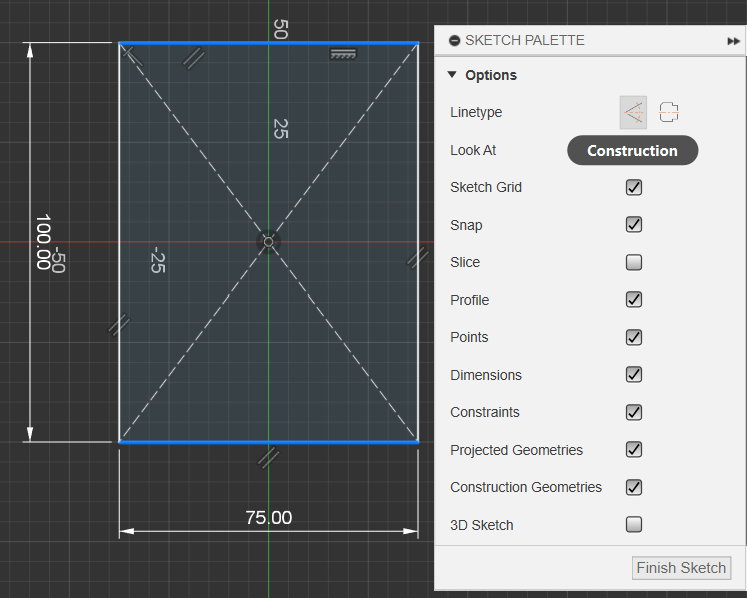 50
25
100.00
-50
-25
75.00
SKETCH PALETTE
Options
Linetype
Look At
Construction
Sketch Grid
Snap
Slice
Profile
Points
Dimensions
Constraints
Projected Geometries
Construction Geometries
3D Sketch
Finish Sketch